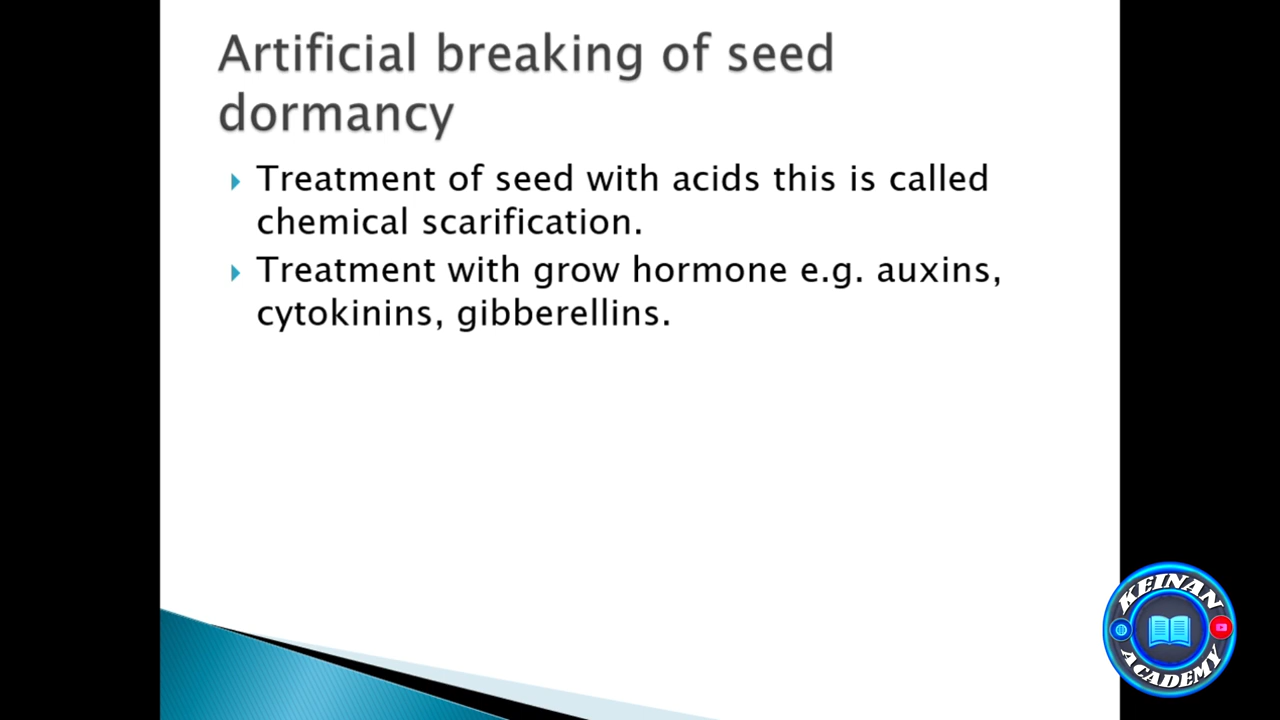 Artificial breaking of seed
dormancy
Treatment of seed with acids this is called
chemical scarification.
Treatment with grow hormone e.g. auxins,
cytokinins, gibberellins.
KEINAN
ACADEMY